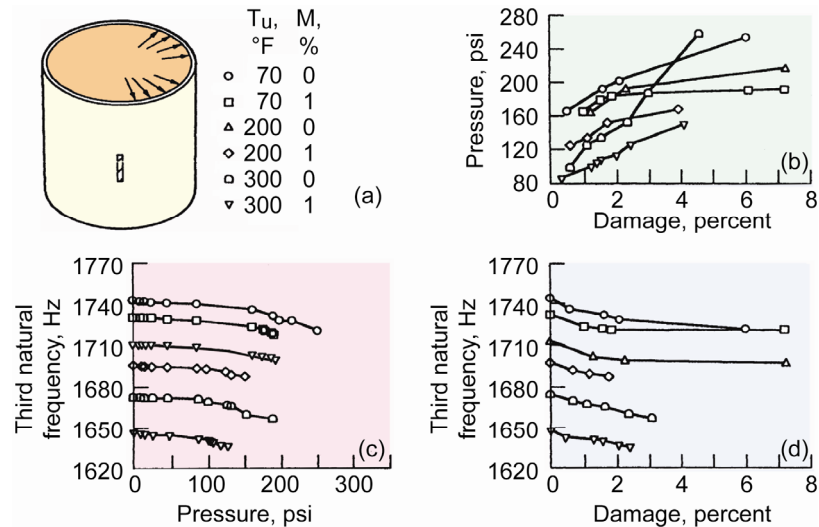 Tu M,
°F %
70 0
70 1
200 0
200 1
300 0
300 1
(a)
280
240
200
160
120
80
Pressure, psi
0 2 4 6 8
Damage, percent
(b)
1770
1740
1710
1680
1650
1620
Third natural
frequency, Hz
0 100 200 300
Pressure, psi
(c)
1770
1740
1710
1680
1650
1620
Third natural
frequency, Hz
0 2 4 6 8
Damage, percent
(d)